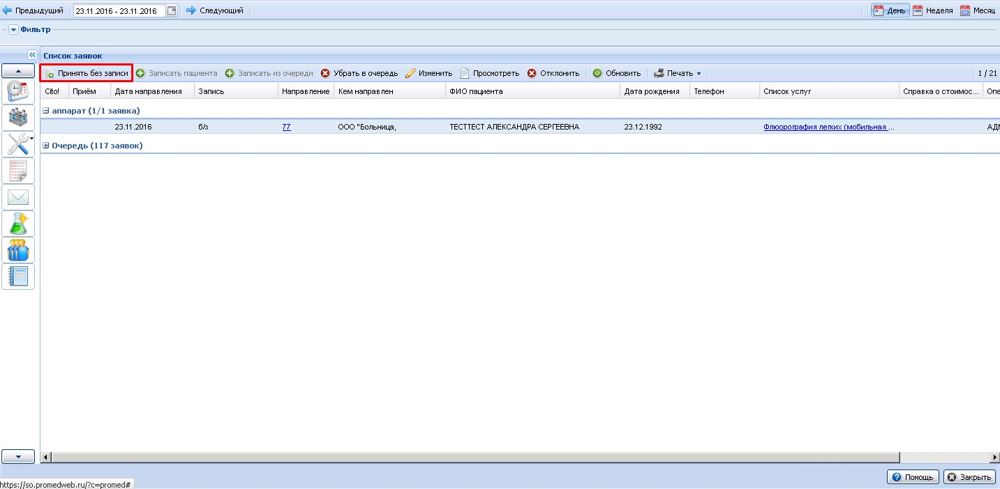 Предыдущий 23.11.2016 - 23.11.2016 Следующий День Неделя Месяц
Фильтр
Список заявок
Принять без записи Записать пациента Записать из очереди Убрать в очередь Изменить Просмотреть Отклонить Обновить Печать 1 / 21
Cito! Приём Дата направления Запись Направление Кем направлен ФИО пациента Дата рождения Телефон Список услуг Справка о стоимос... Опе
аппарат (1/1 заявка)
23.11.2016 б/з 77 ООО "Больница, ТЕСТТЕСТ АЛЕКСАНДРА СЕРГЕЕВНА 23.12.1992 Флюорография легких (мобильная ... АДМ
Очередь (117 заявок)
Помощь Закрыть
https://so.promedweb.ru/?c=promed#